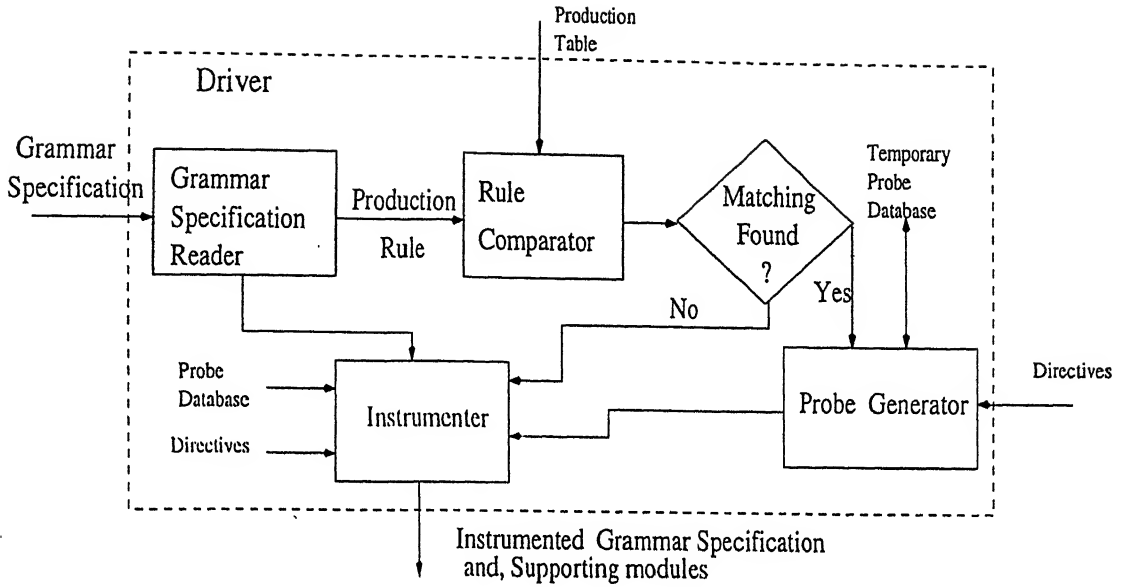 Production
Table
Driver
Grammar
Specification
Grammar
Specification
Reader
Production
Rule
Rule
Comparator
Matching
Found
?
Temporary
Probe
Database
Yes
No
Probe
Database
Directives
Instrumenter
Probe Generator
Directives
Instrumented Grammar Specification
and, Supporting modules